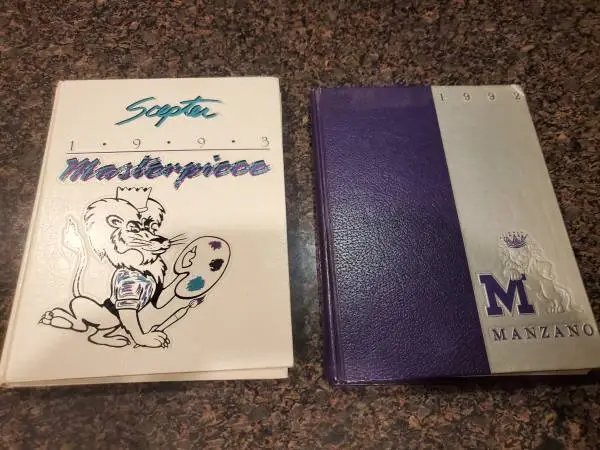 Scepter
1•9•9•3
Masterpiece
1992
M
MANZANO